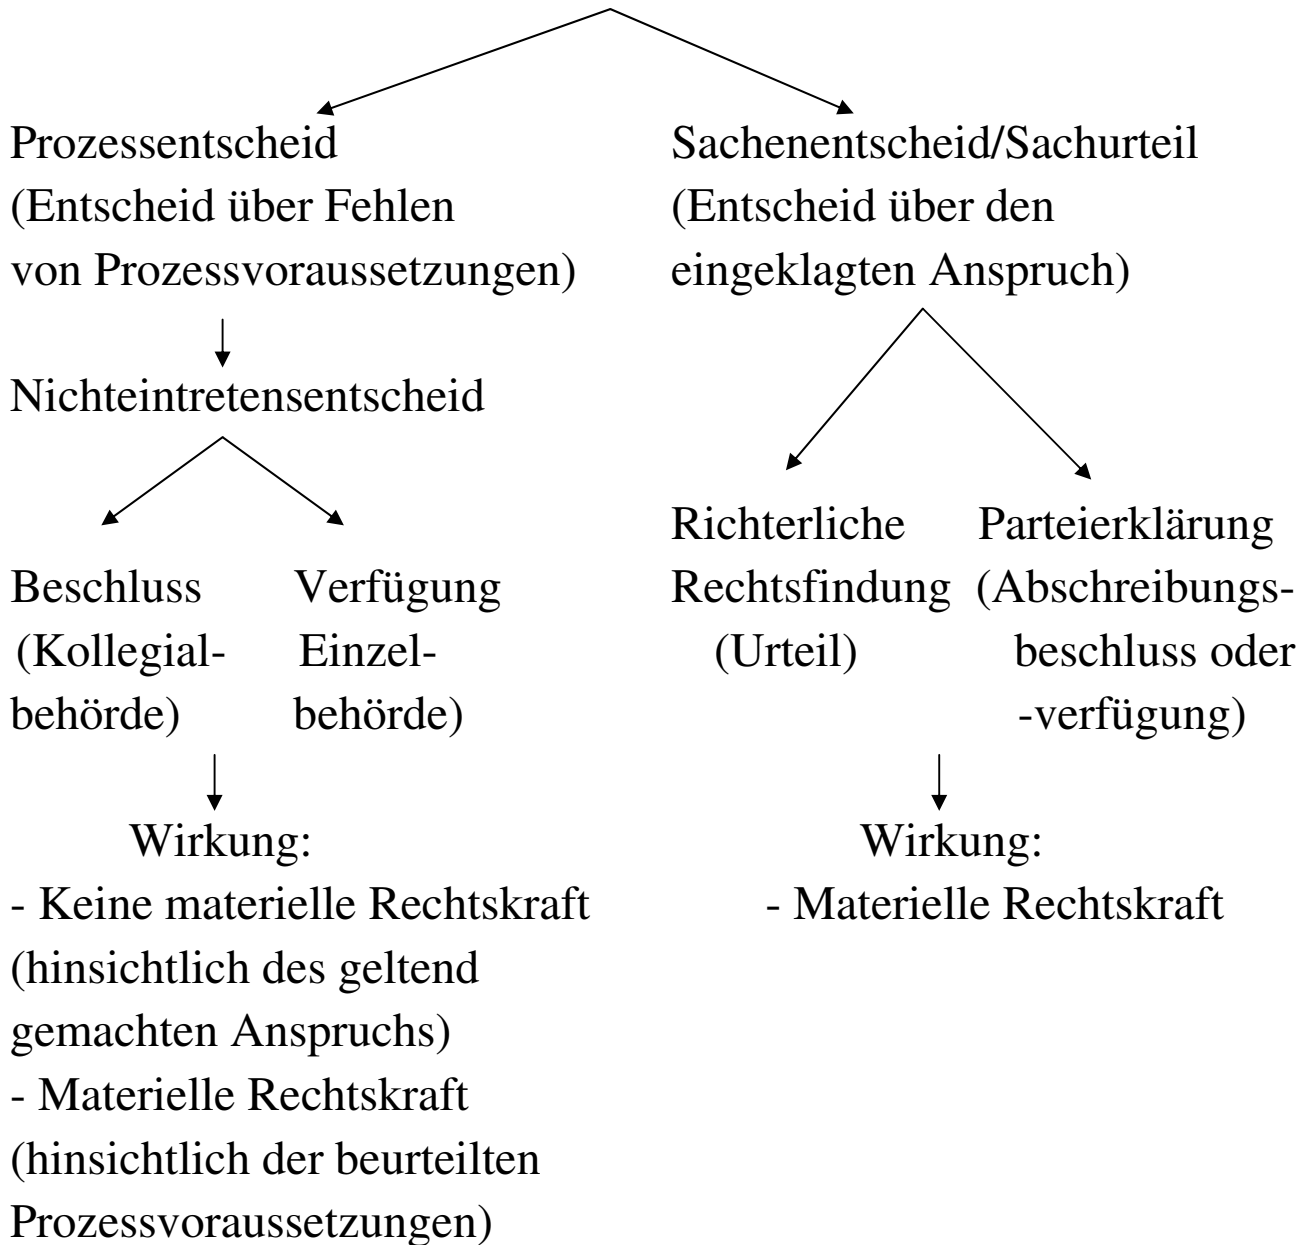 Prozessentscheid
(Entscheid über Fehlen
von Prozessvoraussetzungen)
Nichteintretensentscheid
Beschluss Verfügung
(Kollegial- Einzel-
behörde) behörde)
Wirkung:
- Keine materielle Rechtskraft
(hinsichtlich des geltend
gemachten Anspruchs)
- Materielle Rechtskraft
(hinsichtlich der beurteilten
Prozessvoraussetzungen)
Sachenentscheid/Sachurteil
(Entscheid über den
eingeklagten Anspruch)
Richterliche Parteierklärung
Rechtsfindung (Abschreibungs-
(Urteil) beschluss oder
-verfügung)
Wirkung:
- Materielle Rechtskraft